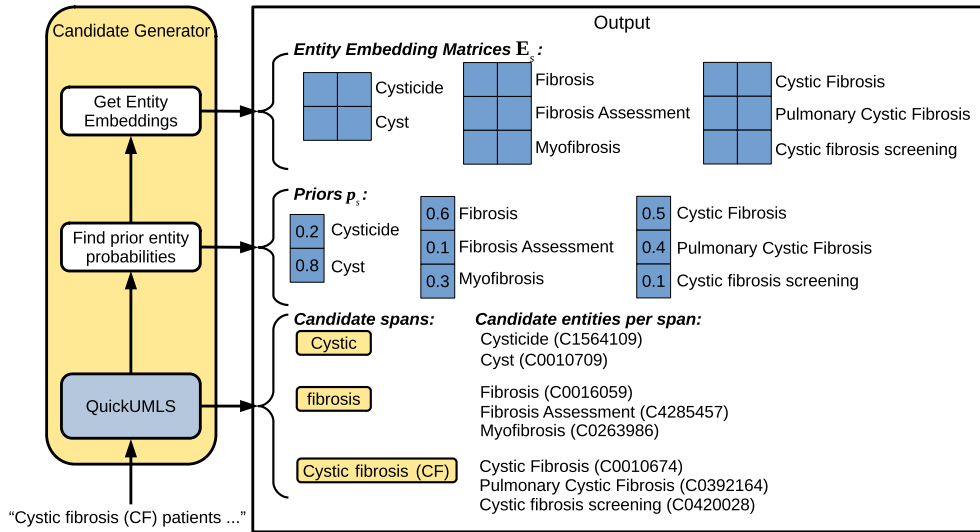 Candidate Generator
Get Entity
Embeddings
Find prior entity
probabilities
QuickUMLS
“Cystic fibrosis (CF) patients ...”
Output
Entity Embedding Matrices Es :
Cysticide
Cyst
Fibrosis
Fibrosis Assessment
Myofibrosis
Cystic Fibrosis
Pulmonary Cystic Fibrosis
Cystic fibrosis screening
Priors ps :
0.2 Cysticide
0.8 Cyst
0.6 Fibrosis
0.1 Fibrosis Assessment
0.3 Myofibrosis
0.5 Cystic Fibrosis
0.4 Pulmonary Cystic Fibrosis
0.1 Cystic fibrosis screening
Candidate spans:
Candidate entities per span:
Cystic
Cysticide (C1564109)
Cyst (C0010709)
fibrosis
Fibrosis (C0016059)
Fibrosis Assessment (C4285457)
Myofibrosis (C0263986)
Cystic fibrosis (CF)
Cystic Fibrosis (C0010674)
Pulmonary Cystic Fibrosis (C0392164)
Cystic fibrosis screening (C0420028)